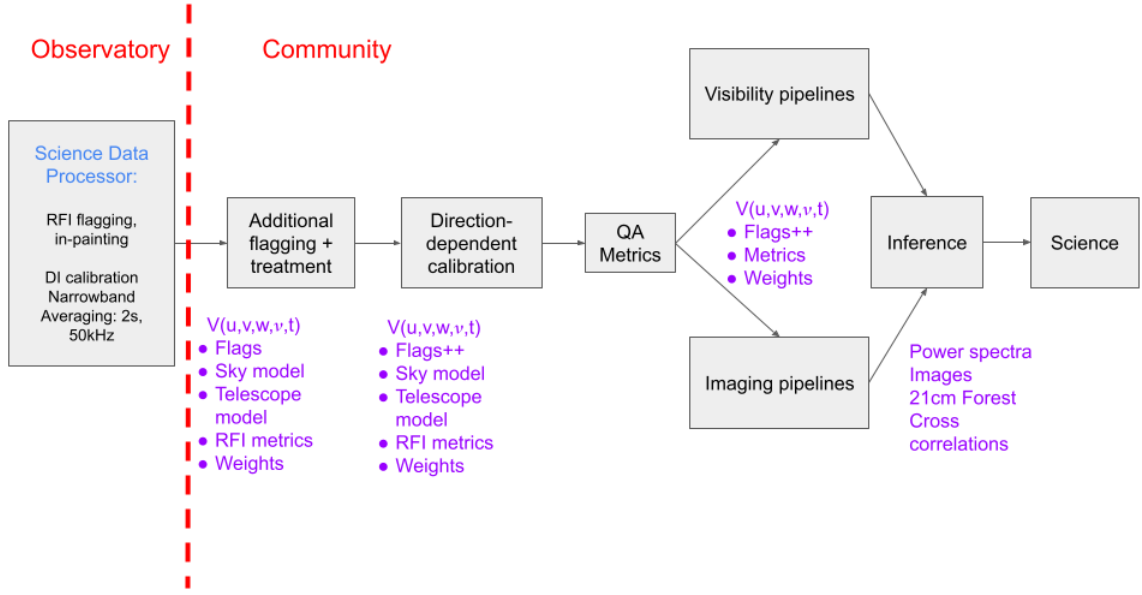 Observatory
Community
Science Data
Processor:
RFI flagging,
in-painting
DI calibration
Narrowband
Averaging: 2s,
50kHz
Additional
flagging +
treatment
V(u,v,w,ν,t)
● Flags
● Sky model
● Telescope
model
● RFI metrics
● Weights
Direction-
dependent
calibration
V(u,v,w,ν,t)
● Flags++
● Sky model
● Telescope
model
● RFI metrics
● Weights
QA
Metrics
Visibility pipelines
V(u,v,w,ν,t)
● Flags++
● Metrics
● Weights
Imaging pipelines
Inference
Power spectra
Images
21cm Forest
Cross
correlations
Science